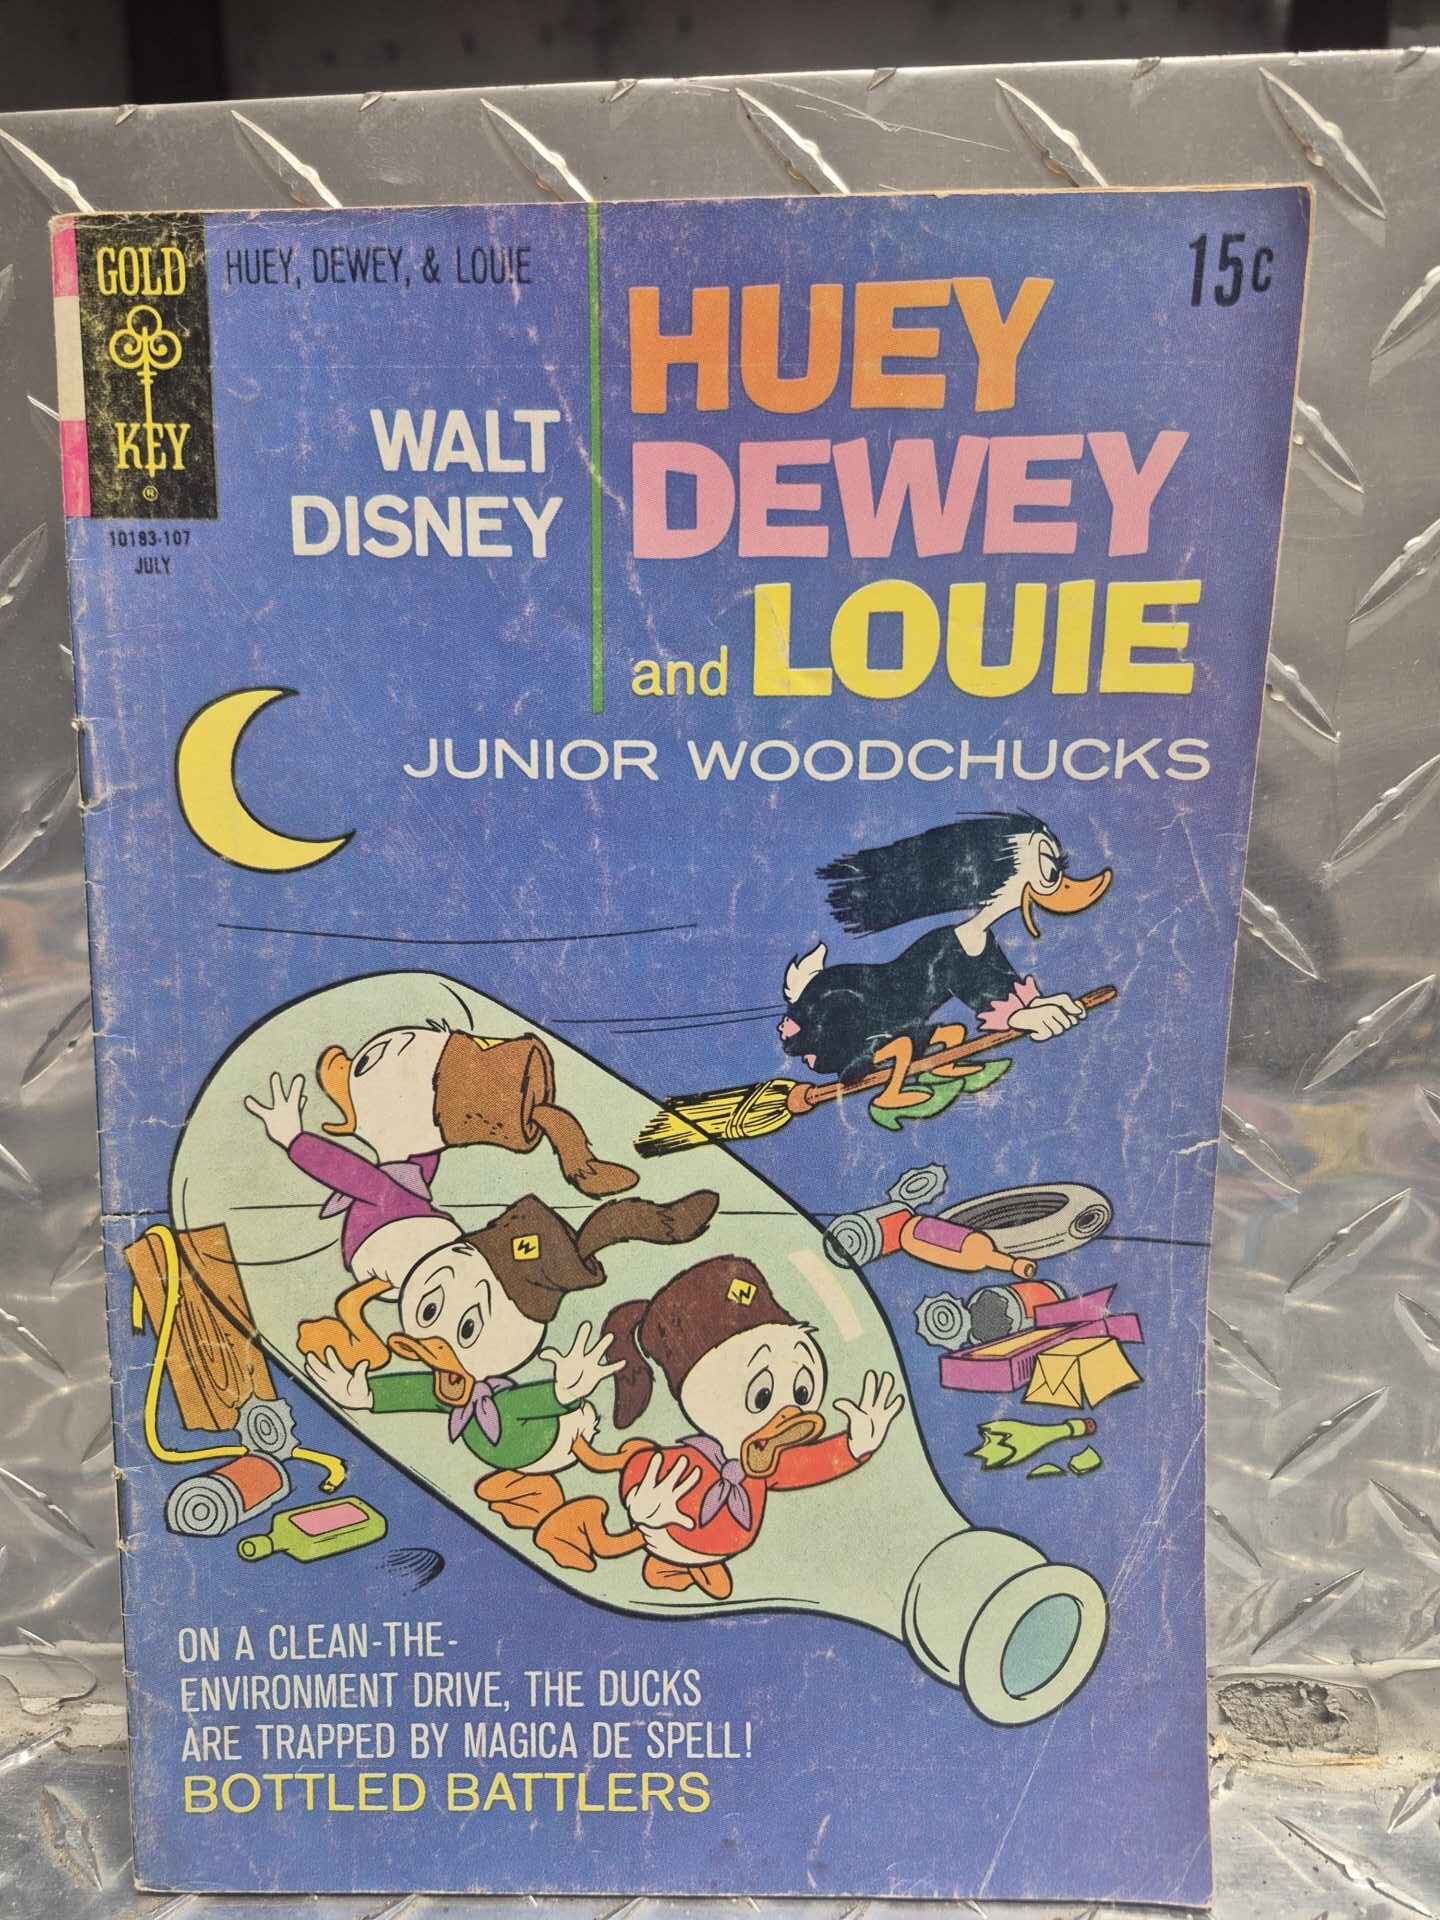 GOLD
KEY
®
10183-107
JULY
HUEY, DEWEY, & LOUIE
15c
WALT
DISNEY
HUEY
DEWEY
and LOUIE
JUNIOR WOODCHUCKS
W
W
ON A CLEAN-THE-
ENVIRONMENT DRIVE, THE DUCKS
ARE TRAPPED BY MAGICA DE SPELL!
BOTTLED BATTLERS